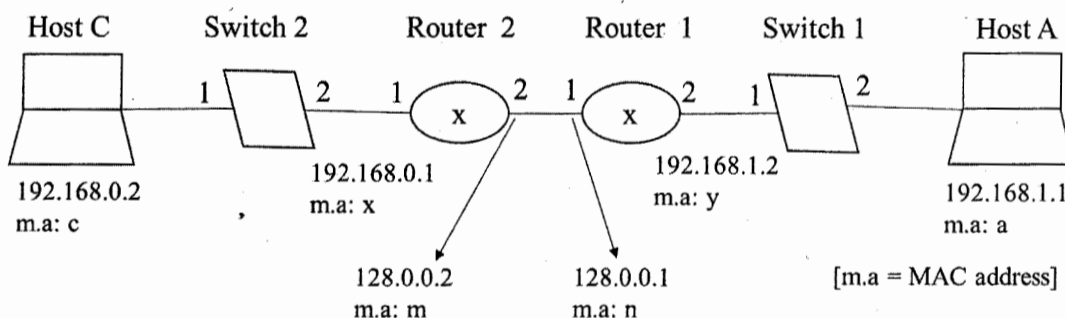 Host C Switch 2 Router 2 Router 1 Switch 1 Host A
1 2 1 x 2 1 x 2 1 2
192.168.0.2 192.168.0.1 192.168.1.2 192.168.1.1
m.a: c m.a: x m.a: y m.a: a
128.0.0.2 128.0.0.1 [m.a = MAC address]
m.a: m m.a: n